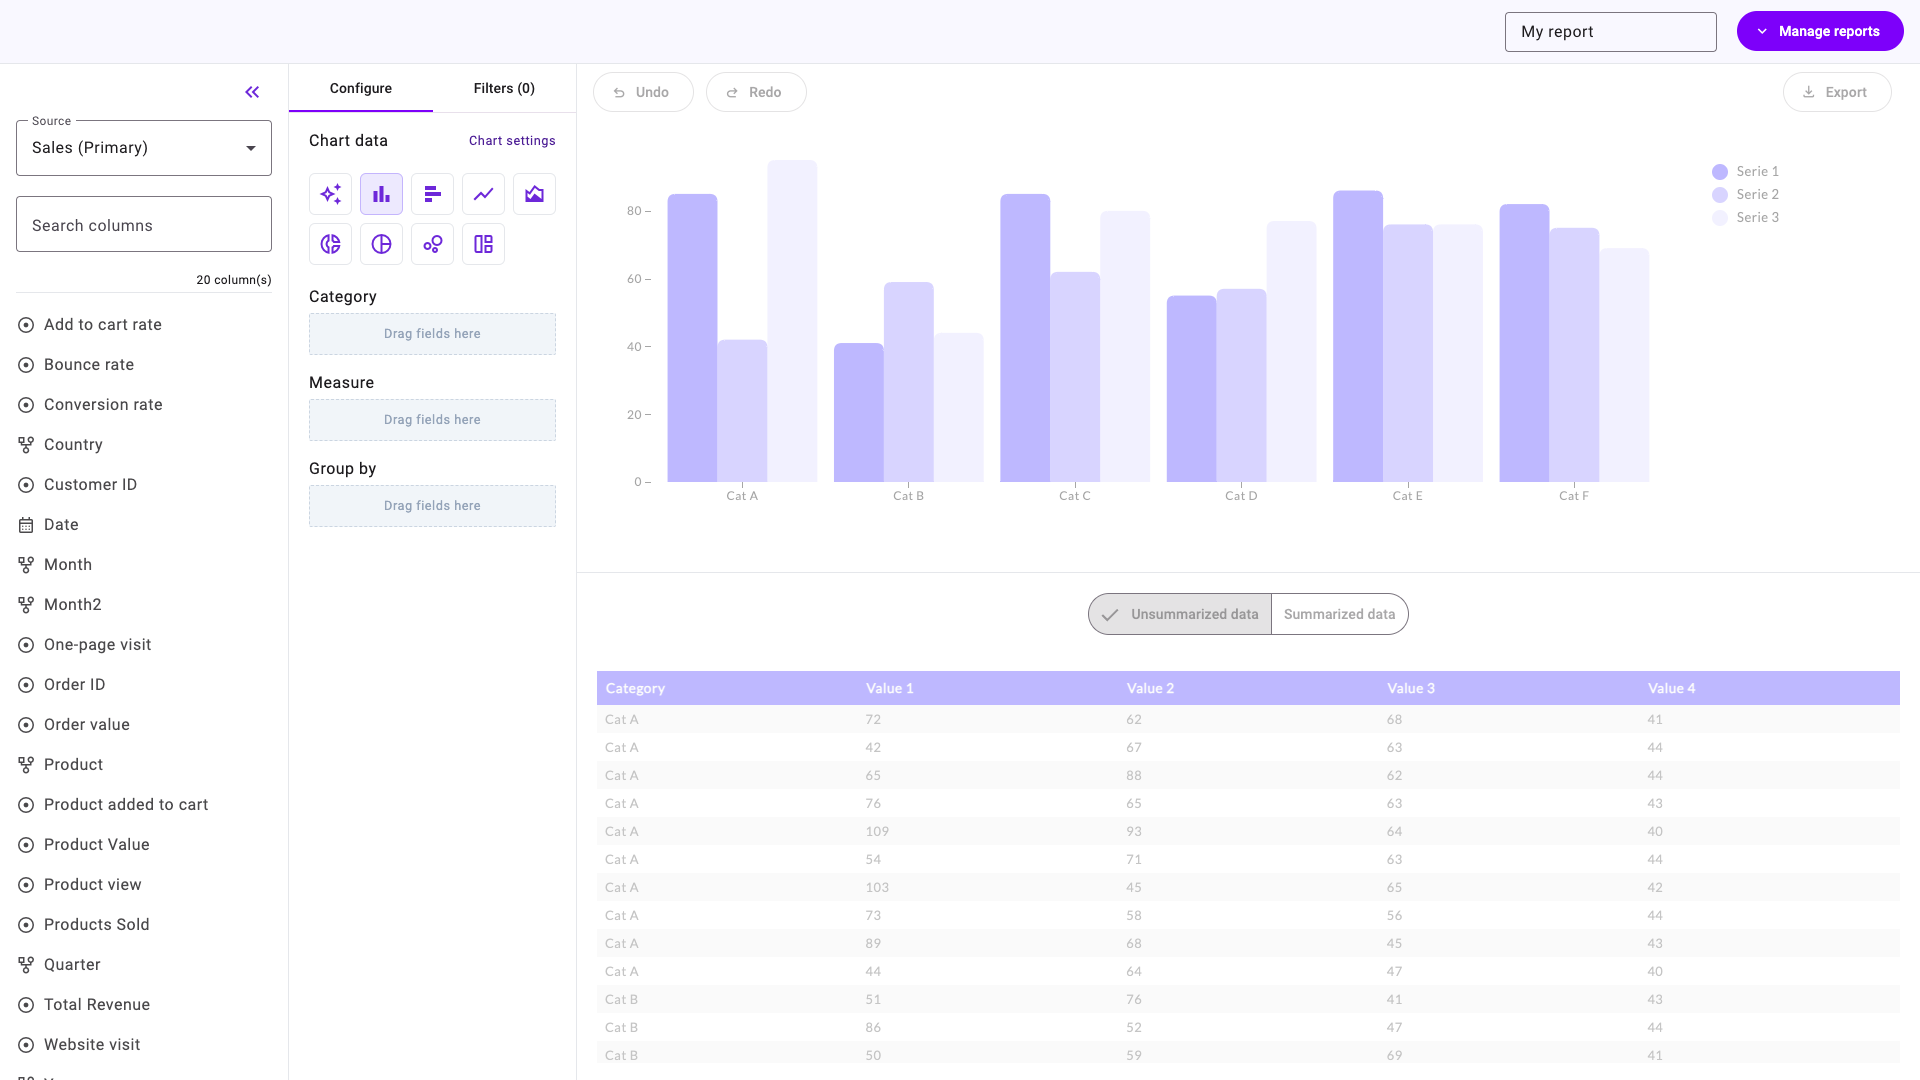 My report
Manage reports
Source
Sales (Primary)
Search columns
20 column(s)
Add to cart rate
Bounce rate
Conversion rate
Country
Customer ID
Date
Month
Month2
One-page visit
Order ID
Order value
Product
Product added to cart
Product Value
Product view
Products Sold
Quarter
Total Revenue
Website visit
Configure
Filters (0)
Chart data
Chart settings
Category
Drag fields here
Measure
Drag fields here
Group by
Drag fields here
Undo
Redo
Export
80
60
40
20
0
Cat A
Cat B
Cat C
Cat D
Cat E
Cat F
Serie 1
Serie 2
Serie 3
Unsummarized data
Summarized data
Category Value 1 Value 2 Value 3 Value 4
Cat A 72 62 68 41
Cat A 42 67 63 44
Cat A 65 88 62 44
Cat A 76 65 63 43
Cat A 109 93 64 40
Cat A 54 71 63 44
Cat A 103 45 65 42
Cat A 73 58 56 44
Cat A 89 68 45 43
Cat A 44 64 47 40
Cat B 51 76 41 43
Cat B 86 52 47 44
Cat B 50 59 69 41